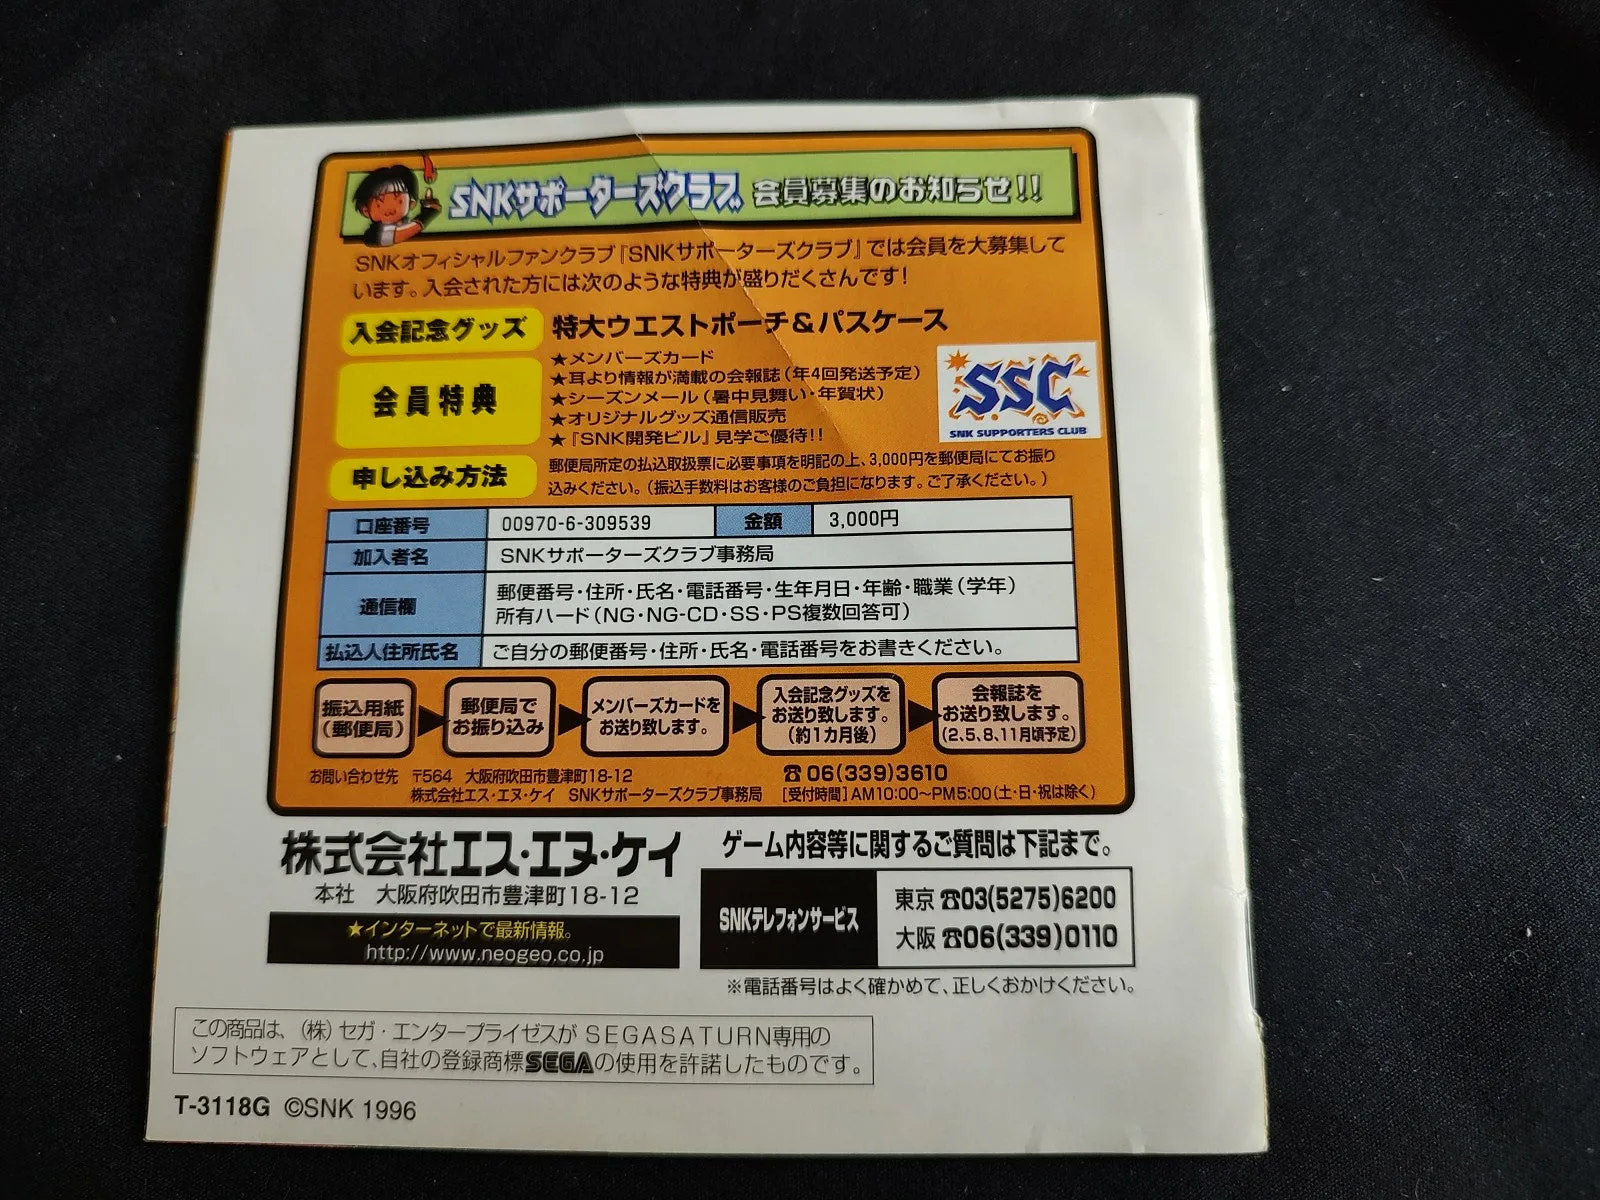 SNKサポーターズクラブ 会員募集のお知らせ!!
SNKオフィシャルファンクラブ『SNKサポーターズクラブ』では会員を大募集して
います。入会された方には次のような特典が盛りだくさんです!
入会記念グッズ 特大ウエストポーチ&パスケース
会員特典
★メンバーズカード
★耳より情報が満載の会報誌(年4回発送予定)
★シーズンメール(暑中見舞い・年賀状)
★オリジナルグッズ通信販売
★『SNK開発ビル』見学ご優待!!
SSC
SNK SUPPORTERS CLUB
申し込み方法
郵便局所定の払込取扱票に必要事項を明記の上、3,000円を郵便局にてお振り
込みください。(振込手数料はお客様のご負担になります。ご了承ください。)
口座番号 00970-6-309539 金額 3,000円
加入者名 SNKサポーターズクラブ事務局
通信欄
郵便番号・住所・氏名・電話番号・生年月日・年齢・職業(学年)
所有ハード(NG・NG-CD・SS・PS複数回答可)
払込人住所氏名 ご自分の郵便番号・住所・氏名・電話番号をお書きください。
振込用紙
(郵便局)
郵便局で
お振り込み
メンバーズカードを
お送り致します。
入会記念グッズを
お送り致します。
(約1カ月後)
会報誌を
お送り致します。
(2.5、8、11月頃予定)
お問い合わせ先 〒564 大阪府吹田市豊津町18-12 ☎06(339)3610
株式会社エス・エヌ・ケイ SNKサポーターズクラブ事務局 [受付時間]AM10:00〜PM5:00(土・日・祝は除く)
株式会社エス・エヌ・ケイ
本社 大阪府吹田市豊津町18-12
★インターネットで最新情報。
http://www.neogeo.co.jp
ゲーム内容等に関するご質問は下記まで。
SNKテレフォンサービス
東京 ☎03(5275)6200
大阪 ☎06(339)0110
※電話番号はよく確かめて、正しくおかけください。
この商品は、(株)セガ・エンタープライゼスがSEGASATURN専用の
ソフトウェアとして、自社の登録商標SEGAの使用を許諾したものです。
T-3118G ©SNK 1996